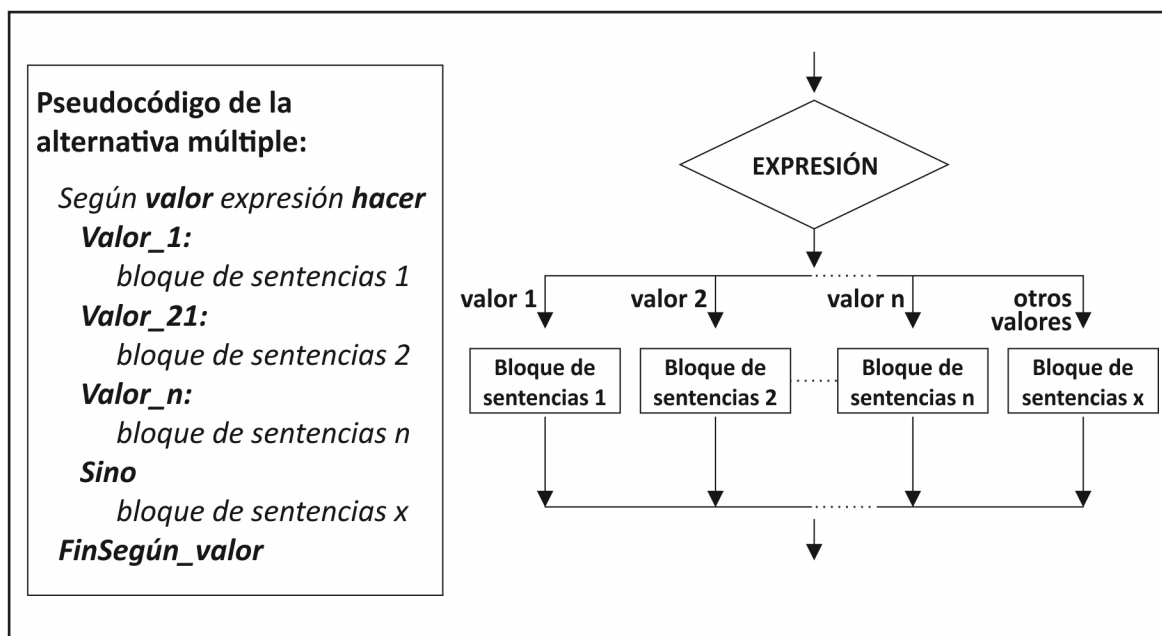 Pseudocódigo de la
alternativa múltiple:
Según valor expresión hacer
Valor_1:
bloque de sentencias 1
Valor_21:
bloque de sentencias 2
Valor_n:
bloque de sentencias n
Sino
bloque de sentencias x
FinSegún_valor
EXPRESIÓN
valor 1
valor 2
valor n
otros
valores
Bloque de
sentencias 1
Bloque de
sentencias 2
Bloque de
sentencias n
Bloque de
sentencias x